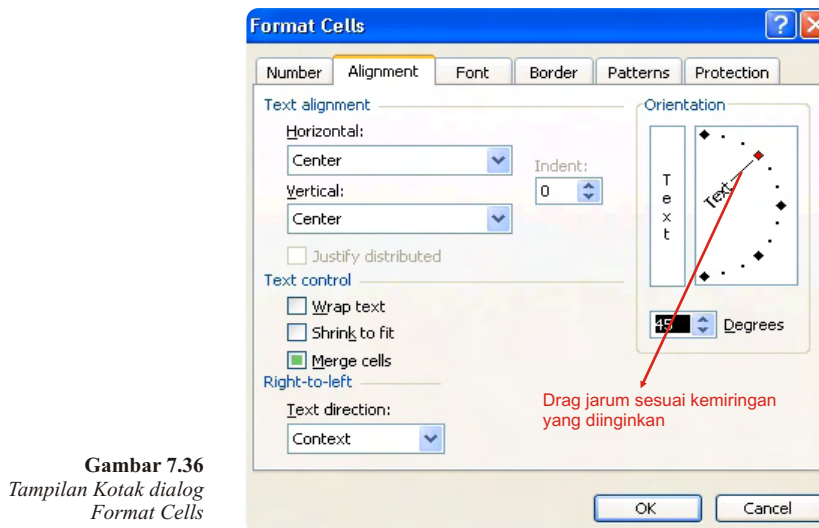 Format Cells
Number Alignment Font Border Patterns Protection
Text alignment
Horizontal:
Center
Indent:
0
Vertical:
Center
Justify distributed
Text control
Wrap text
Shrink to fit
Merge cells
Right-to-left
Text direction:
Context
Orientation
Text
Text
45 Degrees
Drag jarum sesuai kemiringan
yang diinginkan
OK Cancel
Gambar 7.36
Tampilan Kotak dialog
Format Cells